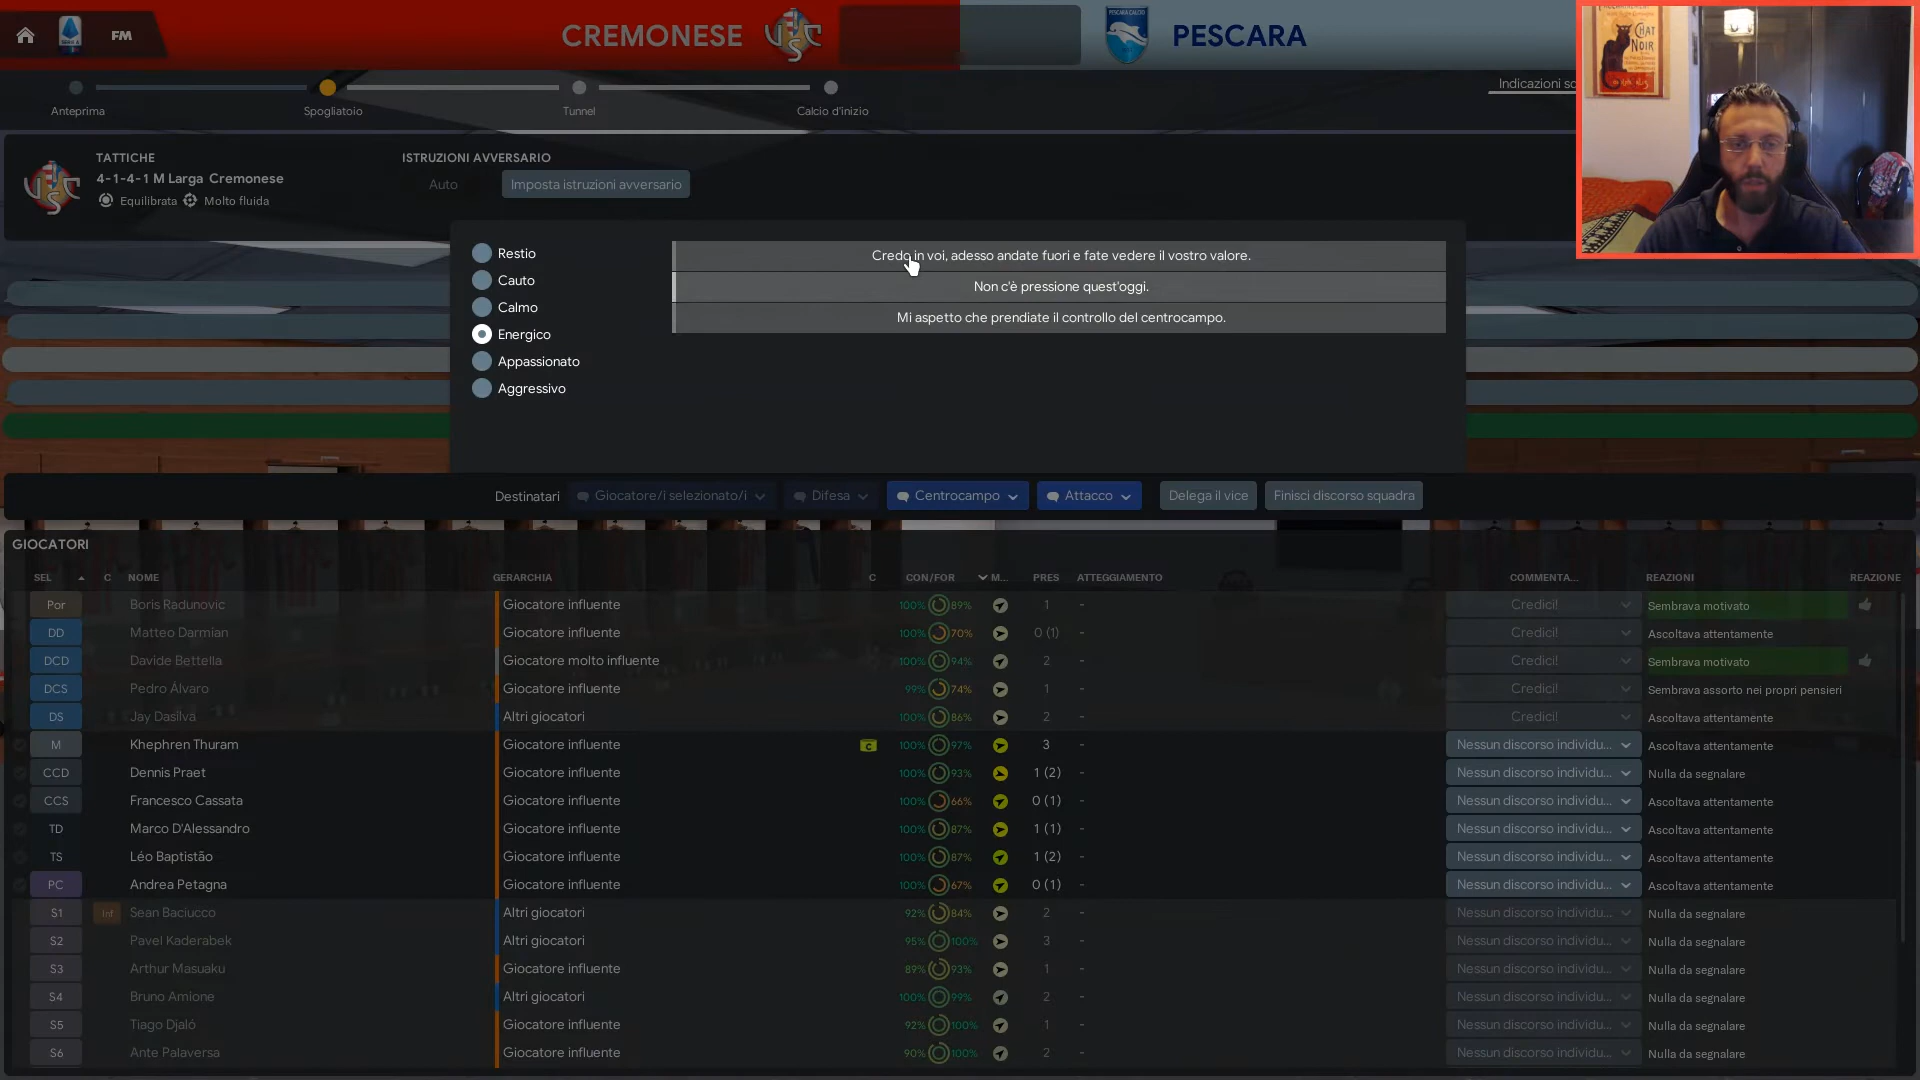 FM
CREMONESE
PESCARA
CHAT
NOIR
Anteprima
Spogliatoio
Tunnel
Calcio d'inizio
Indicazioni
TATTICHE
4-1-4-1 M Larga Cremonese
Equilibrata Molto fluida
ISTRUZIONI AVVERSARIO
Auto
Imposta istruzioni avversario
Restio
Cauto
Calmo
Energico
Appassionato
Aggressivo
Credo in voi, adesso andate fuori e fate vedere il vostro valore.
Non c'è pressione quest'oggi.
Mi aspetto che prendiate il controllo del centrocampo.
Destinatari Giocatore/i selezionato/i Difesa Centrocampo Attacco Delega il vice Finisci discorso squadra
GIOCATORI
SEL C NOME GERARCHIA C CON/FOR M... PRES ATTEGGIAMENTO COMMENTA... REAZIONI REAZIONE
Por Boris Radunovic Giocatore influente 100% 89% 1 - Credici! Sembrava motivato
DD Matteo Darmian Giocatore influente 100% 70% 0 (1) - Credici! Ascoltava attentamente
DCD Davide Bettella Giocatore molto influente 100% 94% 2 - Credici! Sembrava motivato
DCS Pedro Álvaro Giocatore influente 99% 74% 1 - Credici! Sembrava assorto nei propri pensieri
DS Jay Dasilva Altri giocatori 100% 86% 2 - Credici! Ascoltava attentamente
M Khephren Thuram Giocatore influente C 100% 97% 3 - Nessun discorso individu... Ascoltava attentamente
CCD Dennis Praet Giocatore influente 100% 93% 1 (2) - Nessun discorso individu... Nulla da segnalare
CCS Francesco Cassata Giocatore influente 100% 66% 0 (1) - Nessun discorso individu... Ascoltava attentamente
TD Marco D'Alessandro Giocatore influente 100% 87% 1 (1) - Nessun discorso individu... Ascoltava attentamente
TS Léo Baptistão Giocatore influente 100% 87% 1 (2) - Nessun discorso individu... Ascoltava attentamente
PC Andrea Petagna Giocatore influente 100% 67% 0 (1) - Nessun discorso individu... Ascoltava attentamente
S1 Inf Sean Baciucco Altri giocatori 92% 84% 2 - Nessun discorso individu... Nulla da segnalare
S2 Pavel Kaderabek Altri giocatori 95% 100% 3 - Nessun discorso individu... Nulla da segnalare
S3 Arthur Masuaku Giocatore influente 89% 93% 1 - Nessun discorso individu... Nulla da segnalare
S4 Bruno Amione Altri giocatori 100% 99% 2 - Nessun discorso individu... Nulla da segnalare
S5 Tiago Djaló Giocatore influente 92% 100% 1 - Nessun discorso individu... Nulla da segnalare
S6 Ante Palaversa Giocatore influente 90% 100% 2 - Nessun discorso individu... Nulla da segnalare